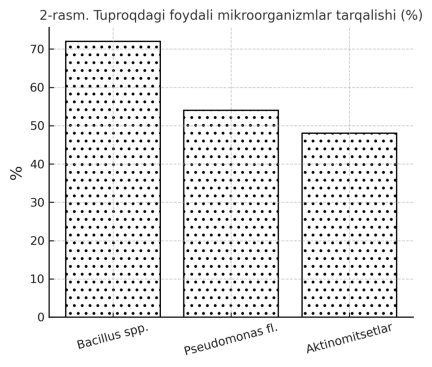 2-rasm. Tuproqdagi foydali mikroorganizmlar tarqalishi (%)
%
70
60
50
40
30
20
10
0
Bacillus spp.
Pseudomonas fl.
Aktinomitsetlar